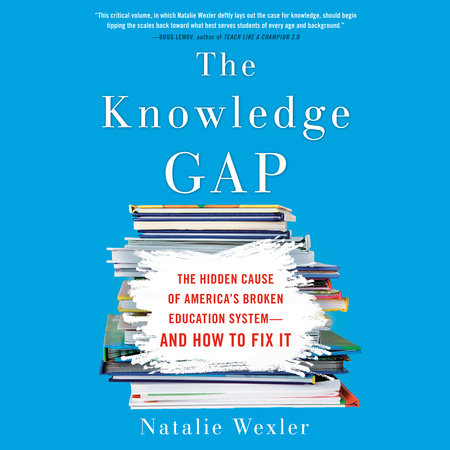 "This critical volume, in which Natalie Wexler deftly lays out the case for knowledge, should begin
tipping the scales back toward what best serves students of every age and background."
—DOUG LEMOV, author of TEACH LIKE A CHAMPION 2.0
The
Knowledge
GAP
THE HIDDEN CAUSE
OF AMERICA'S BROKEN
EDUCATION SYSTEM—
AND HOW TO FIX IT
Natalie Wexler